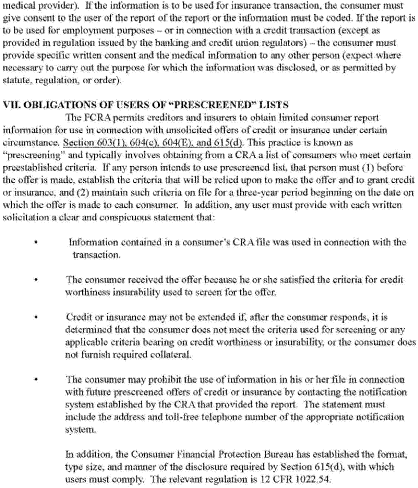 medical provider). If the information is to be used for insurance transaction, the consumer must
give consent to the user of the report of the report or the information must be coded. If the report is
to be used for employment purposes – or in connection with a credit transaction (except as
provided in regulation issued by the banking and credit union regulators) – the consumer must
provide specific written consent and the medical information to any other person (expect where
necessary to carry out the purpose for which the information was disclosed, or as permitted by
statute, regulation, or order).
VII. OBLIGATIONS OF USERS OF “PRESCREENED” LISTS
The FCRA permits creditors and insurers to obtain limited consumer report
information for use in connection with unsolicited offers of credit or insurance under certain
circumstance. Section 603(1), 604(c), 604(E), and 615(d). This practice is known as
“prescreening” and typically involves obtaining from a CRA a list of consumers who meet certain
preestablished criteria. If any person intends to use prescreened list, that person must (1) before
the offer is made, establish the criteria that will be relied upon to make the offer and to grant credit
or insurance, and (2) maintain such criteria on file for a three-year period beginning on the date on
which the offer is made to each consumer. In addition, any user must provide with each written
solicitation a clear and conspicuous statement that:
• Information contained in a consumer’s CRA file was used in connection with the
transaction.
• The consumer received the offer because he or she satisfied the criteria for credit
worthiness insurability used to screen for the offer.
• Credit or insurance may not be extended if, after the consumer responds, it is
determined that the consumer does not meet the criteria used for screening or any
applicable criteria bearing on credit worthiness or insurability, or the consumer does
not furnish required collateral.
• The consumer may prohibit the use of information in his or her file in connection
with future prescreened offers of credit or insurance by contacting the notification
system established by the CRA that provided the report. The statement must
include the address and toll-free telephone number of the appropriate notification
system.
In addition, the Consumer Financial Protection Bureau has established the format,
type size, and manner of the disclosure required by Section 615(d), with which
users must comply. The relevant regulation is 12 CFR 1022.54.